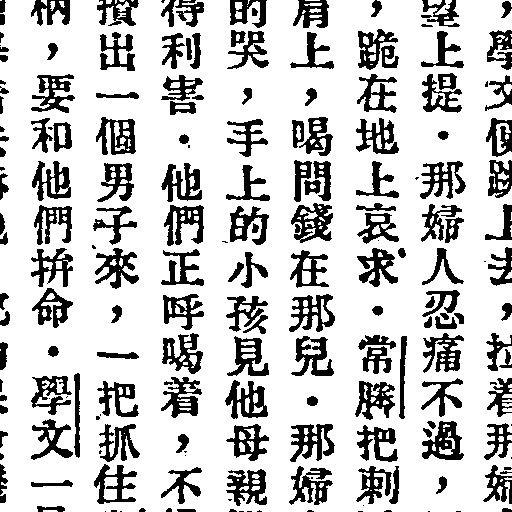 ，學文便跳上去，拉着那婦
望上提．那婦人忍痛不過，
，跪在地上哀求．常勝把刺
肩上，喝問錢在那兒．那婦
的哭，手上的小孩見他母親
得利害．他們正呼喝着，不
攢出一個男子來，一把抓住
柄，要和他們拚命．學文一